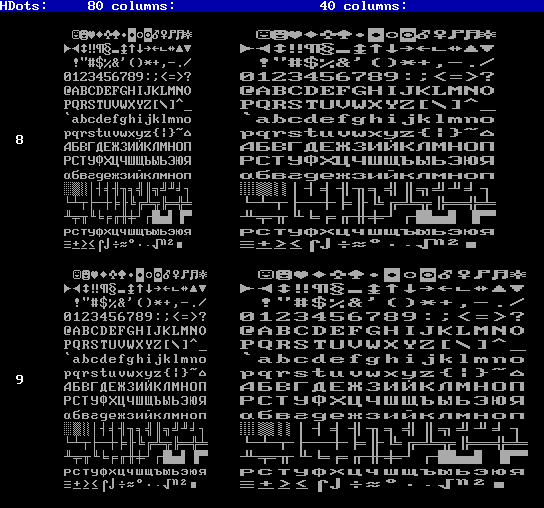 HDots: 80 columns: 40 columns:
☺☻♥♦♣♠•◘○◙♂♀♪♫☼ ☺☻♥♦♣♠•◘○◙♂♀♪♫☼
►◄↕‼¶§▬↨↑↓→←∟↔▲▼ ►◄↕‼¶§▬↨↑↓→←∟↔▲▼
!"#$%&'()*+,-./ !"#$%&'()*+,-./
0123456789:;<=>? 0123456789:;<=>?
@ABCDEFGHIJKLMNO @ABCDEFGHIJKLMNO
PQRSTUVWXYZ[\]^_ PQRSTUVWXYZ[\]^_
`abcdefghijklmno `abcdefghijklmno
8 pqrstuvwxyz{|}~⌂ pqrstuvwxyz{|}~⌂
АБВГДЕЖЗИЙКЛМНОП АБВГДЕЖЗИЙКЛМНОП
РСТУФХЦЧШЩЪЫЬЭЮЯ РСТУФХЦЧШЩЪЫЬЭЮЯ
абвгдежзийклмноп абвгдежзийклмноп
░▒▓│┤╡╢╖╕╣║╗╝╜╛┐ ░▒▓│┤╡╢╖╕╣║╗╝╜╛┐
└┴┬├─┼╞╟╚╔╩╦╠═╬╧ └┴┬├─┼╞╟╚╔╩╦╠═╬╧
╨╤╥╙╘╒╓╫╪┘┌█▄▌▐▀ ╨╤╥╙╘╒╓╫╪┘┌█▄▌▐▀
рстуфхцчшщъыьэюя рстуфхцчшщъыьэюя
≡±≥≤⌠⌡÷≈°∙·√ⁿ²■ ≡±≥≤⌠⌡÷≈°∙·√ⁿ²■
☺☻♥♦♣♠•◘○◙♂♀♪♫☼ ☺☻♥♦♣♠•◘○◙♂♀♪♫☼
►◄↕‼¶§▬↨↑↓→←∟↔▲▼ ►◄↕‼¶§▬↨↑↓→←∟↔▲▼
!"#$%&'()*+,-./ !"#$%&'()*+,-./
0123456789:;<=>? 0123456789:;<=>?
@ABCDEFGHIJKLMNO @ABCDEFGHIJKLMNO
PQRSTUVWXYZ[\]^_ PQRSTUVWXYZ[\]^_
`abcdefghijklmno `abcdefghijklmno
9 pqrstuvwxyz{|}~⌂ pqrstuvwxyz{|}~⌂
АБВГДЕЖЗИЙКЛМНОП АБВГДЕЖЗИЙКЛМНОП
РСТУФХЦЧШЩЪЫЬЭЮЯ РСТУФХЦЧШЩЪЫЬЭЮЯ
абвгдежзийклмноп абвгдежзийклмноп
░▒▓│┤╡╢╖╕╣║╗╝╜╛┐ ░▒▓│┤╡╢╖╕╣║╗╝╜╛┐
└┴┬├─┼╞╟╚╔╩╦╠═╬╧ └┴┬├─┼╞╟╚╔╩╦╠═╬╧
╨╤╥╙╘╒╓╫╪┘┌█▄▌▐▀ ╨╤╥╙╘╒╓╫╪┘┌█▄▌▐▀
рстуфхцчшщъыьэюя рстуфхцчшщъыьэюя
≡±≥≤⌠⌡÷≈°∙·√ⁿ²■ ≡±≥≤⌠⌡÷≈°∙·√ⁿ²■